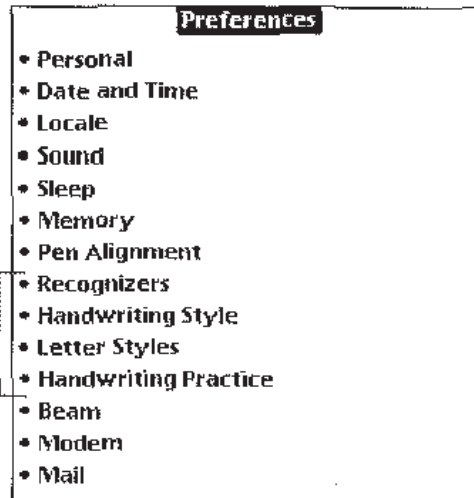 Preferences
• Personal
• Date and Time
• Locale
• Sound
• Sleep
• Memory
• Pen Alignment
• Recognizers
• Handwriting Style
• Letter Styles
• Handwriting Practice
• Beam
• Modem
• Mail